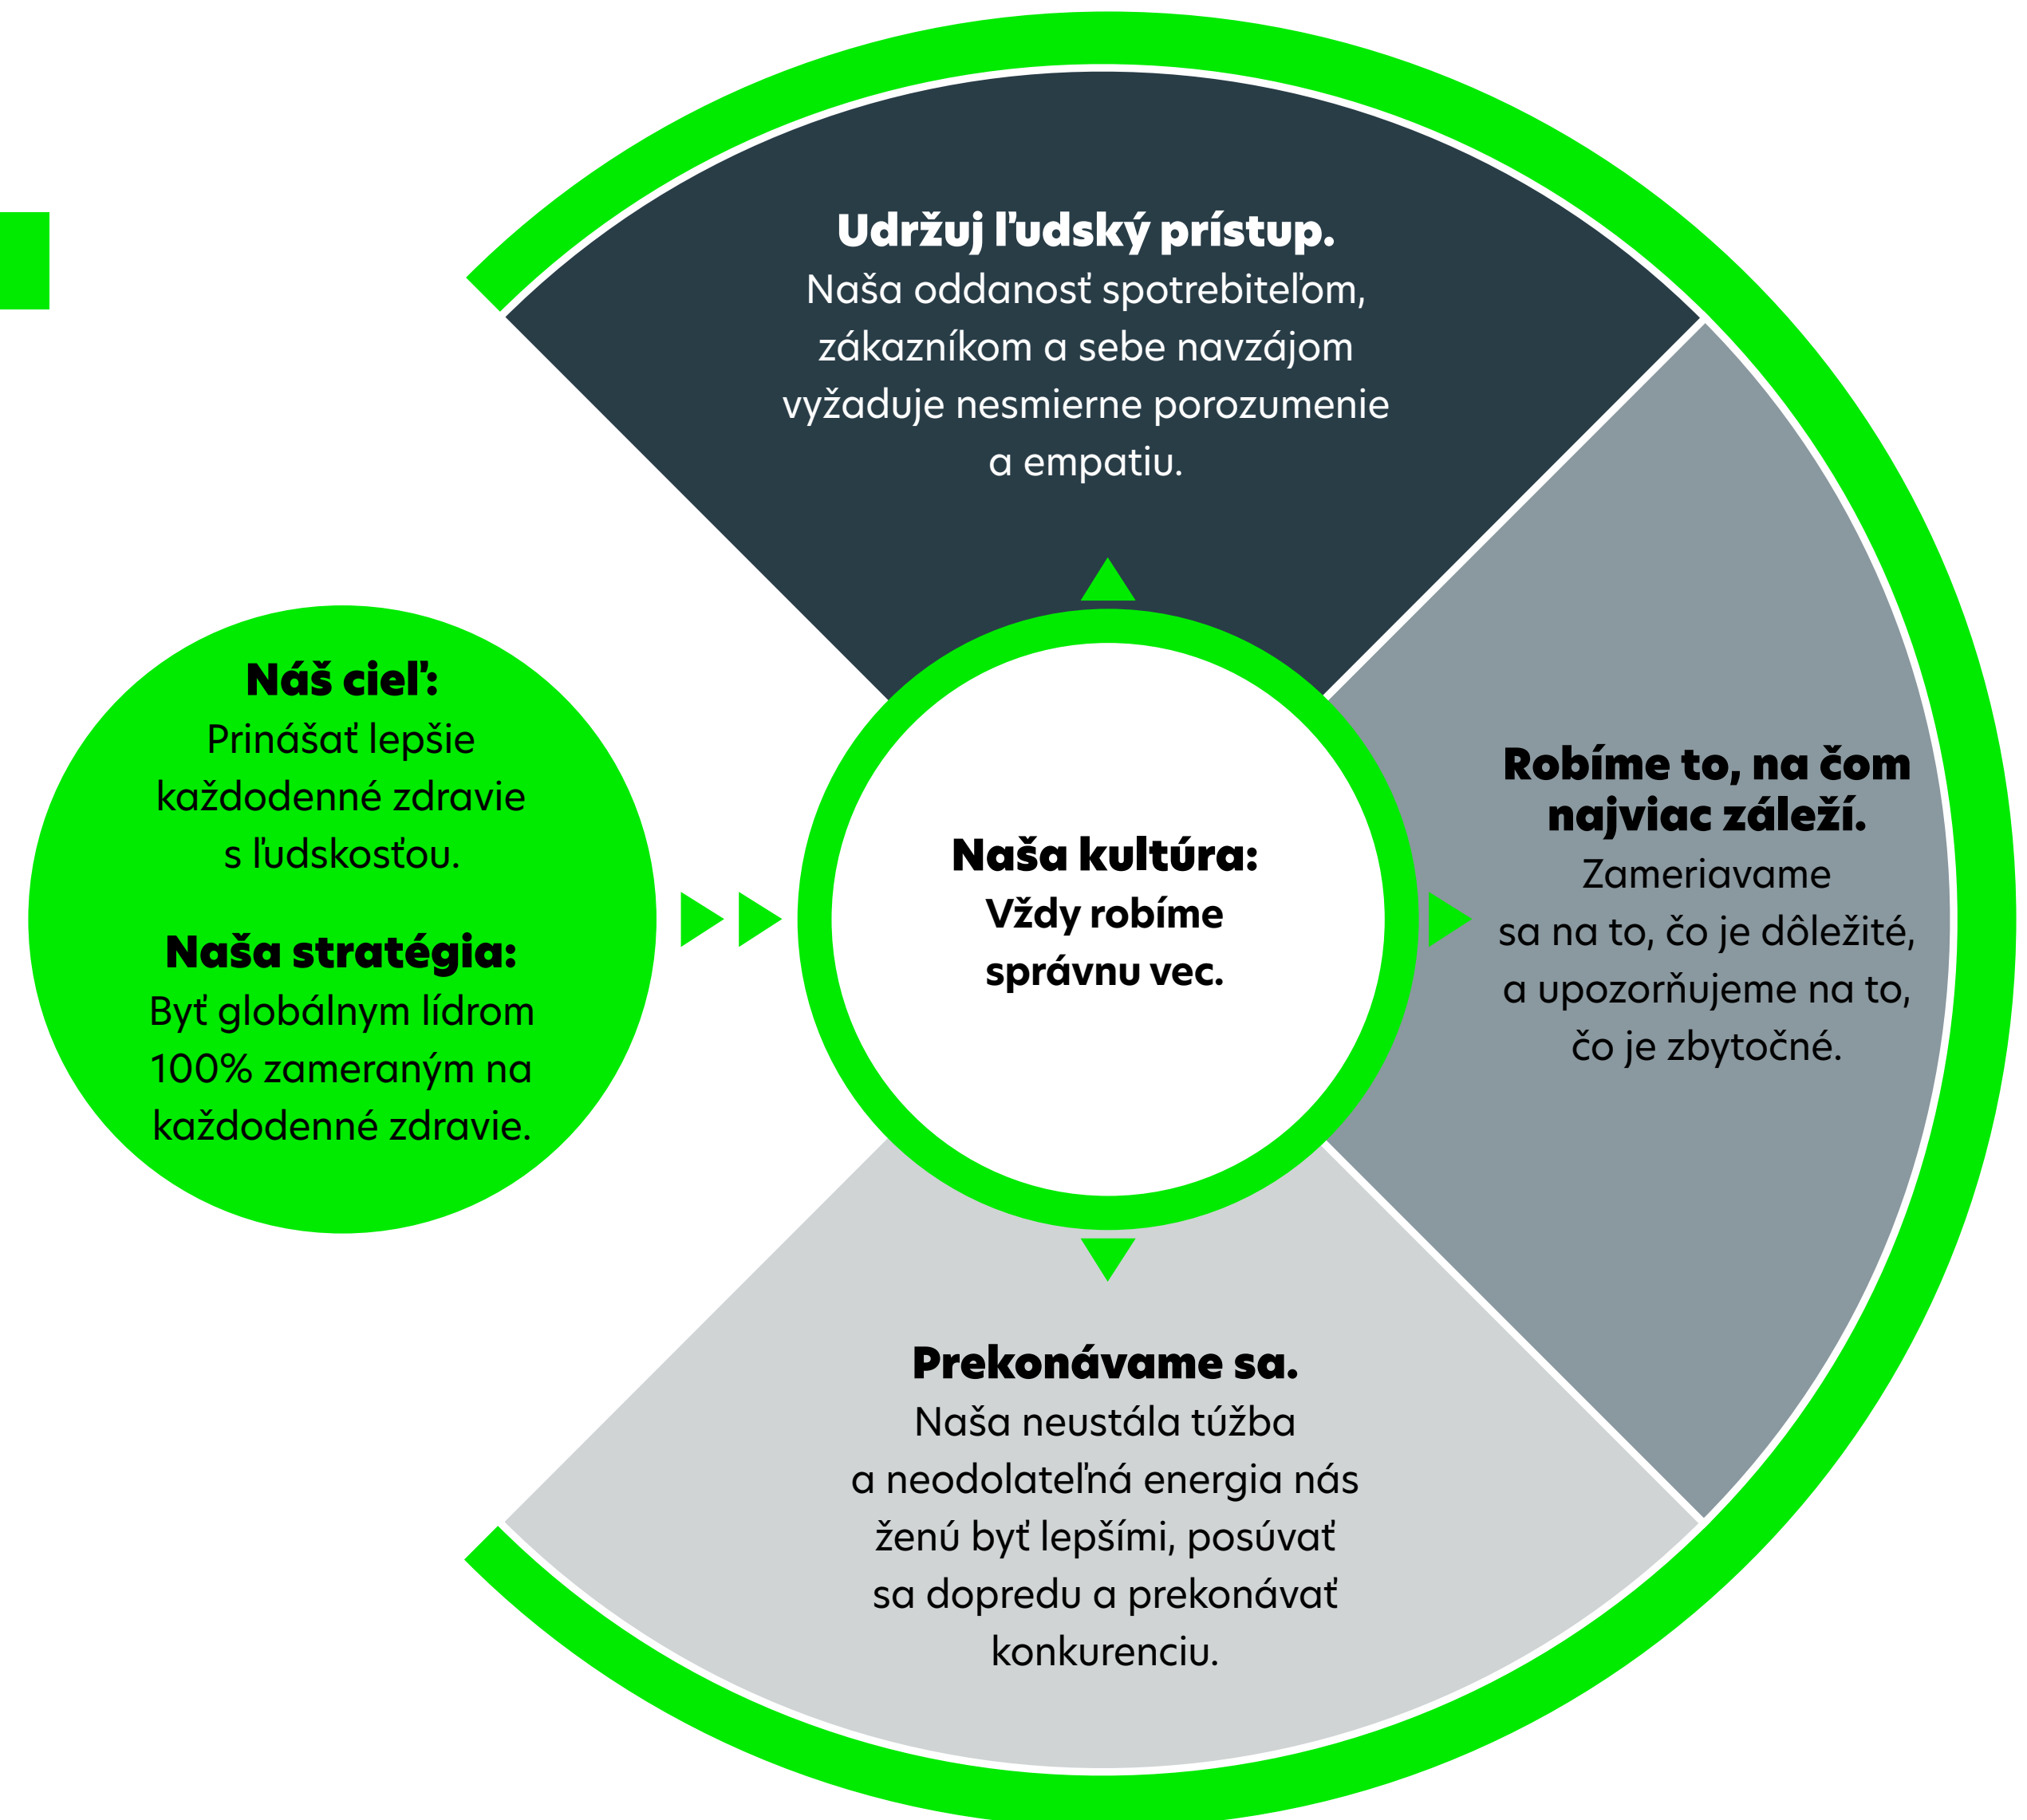 Náš cieľ:
Prinášať lepšie
každodenné zdravie
s ľudskosťou.
Naša stratégia:
Byť globálnym lídrom
100% zameraným na
každodenné zdravie.
Naša kultúra:
Vždy robíme
správnu vec.
Udržuj ľudský prístup.
Naša oddanosť spotrebiteľom,
zákazníkom a sebe navzájom
vyžaduje nesmierne porozumenie
a empatiu.
Robíme to, na čom
najviac záleží.
Zameriavame
sa na to, čo je dôležité,
a upozorňujeme na to,
čo je zbytočné.
Prekonávame sa.
Naša neustála túžba
a neodolateľná energia nás
ženú byť lepšími, posúvať
sa dopredu a prekonávať
konkurenciu.